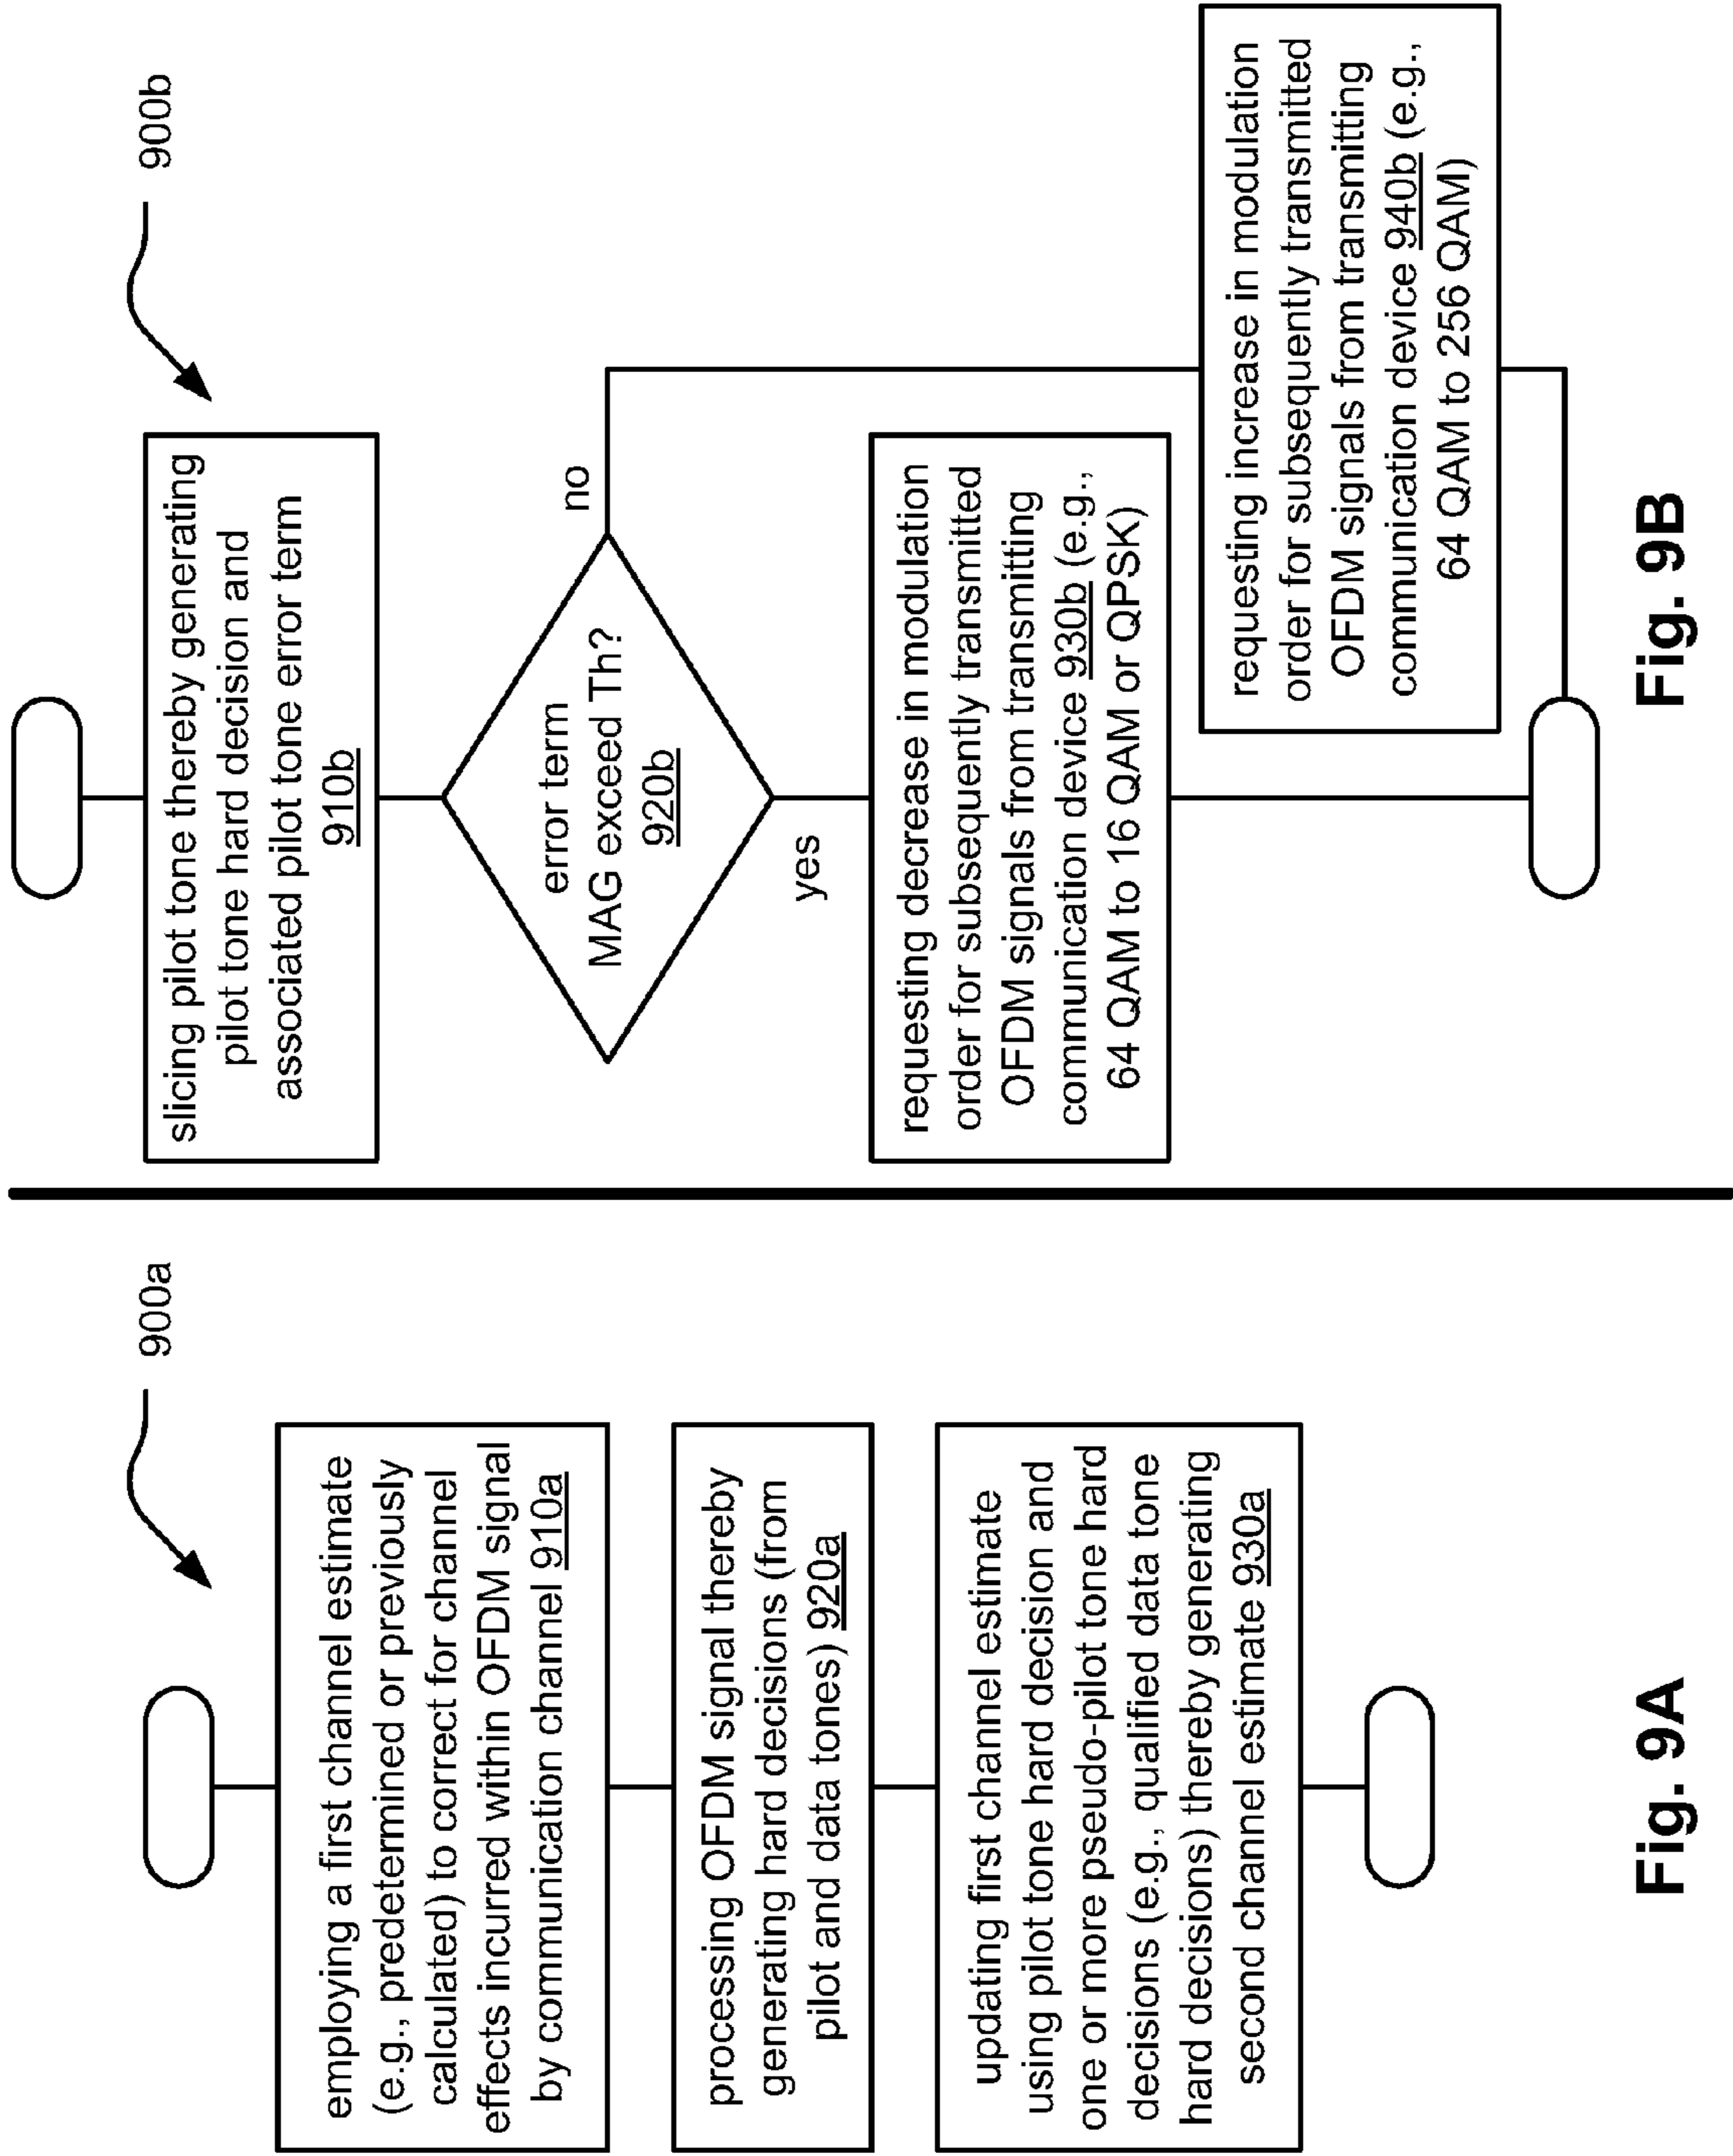 900a
employing a first channel estimate
(e.g., predetermined or previously
calculated) to correct for channel
effects incurred within OFDM signal
by communication channel 910a
processing OFDM signal thereby
generating hard decisions (from
pilot and data tones) 920a
updating first channel estimate
using pilot tone hard decision and
one or more pseudo-pilot tone hard
decisions (e.g., qualified data tone
hard decisions) thereby generating
second channel estimate 930a
Fig. 9A
900b
slicing pilot tone thereby generating
pilot tone hard decision and
associated pilot tone error term
910b
error term
MAG exceed Th?
920b
no
yes
requesting decrease in modulation
order for subsequently transmitted
OFDM signals from transmitting
communication device 930b (e.g.,
64 QAM to 16 QAM or QPSK)
requesting increase in modulation
order for subsequently transmitted
OFDM signals from transmitting
communication device 940b (e.g.,
64 QAM to 256 QAM)
Fig. 9B